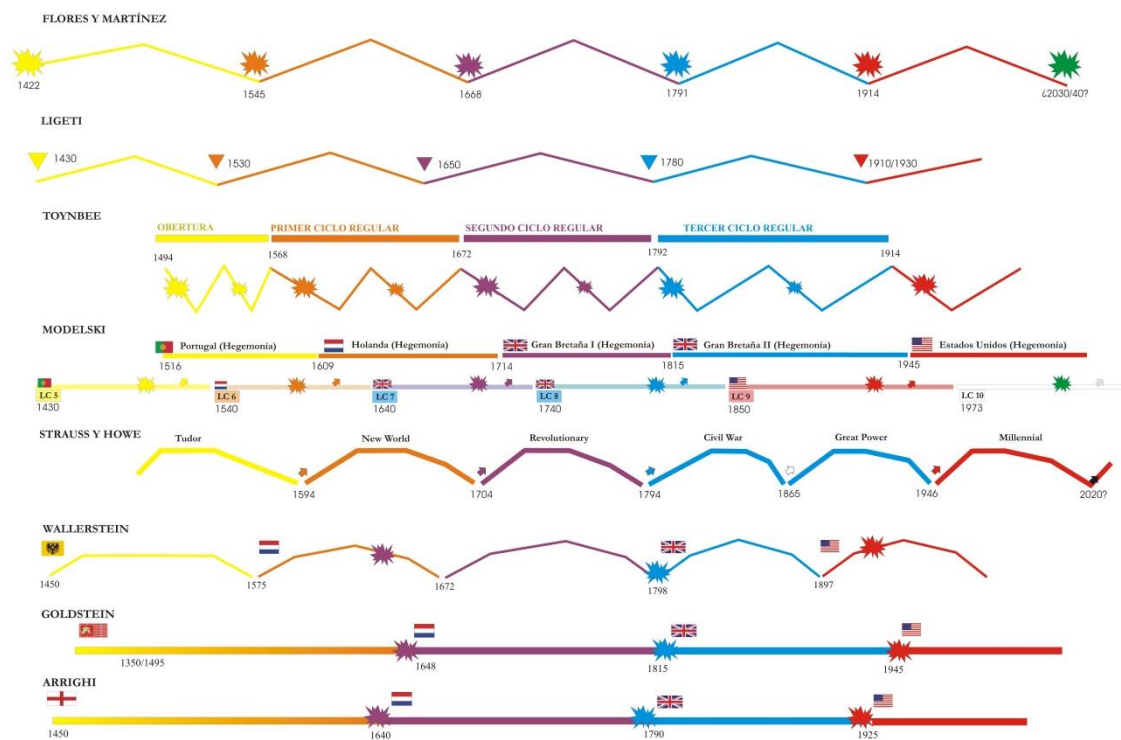 FLORES Y MARTÍNEZ
1422
1545
1668
1791
1914
¿2030/40?
LIGETI
1430
1530
1650
1780
1910/1930
TOYNBEE
OBERTURA
PRIMER CICLO REGULAR
SEGUNDO CICLO REGULAR
TERCER CICLO REGULAR
1494
1568
1672
1792
1914
MODELSKI
Portugal (Hegemonía)
Holanda (Hegemonía)
Gran Bretaña I (Hegemonía)
Gran Bretaña II (Hegemonía)
Estados Unidos (Hegemonía)
1516
1609
1714
1815
1945
LC 5
LC 6
LC 7
LC 8
LC 9
LC 10
1430
1540
1640
1740
1850
1973
STRAUSS Y HOWE
Tudor
New World
Revolutionary
Civil War
Great Power
Millennial
1594
1704
1794
1865
1946
2020?
WALLERSTEIN
1450
1575
1672
1798
1897
GOLDSTEIN
1350/1495
1648
1815
1945
ARRIGHI
1450
1640
1790
1925